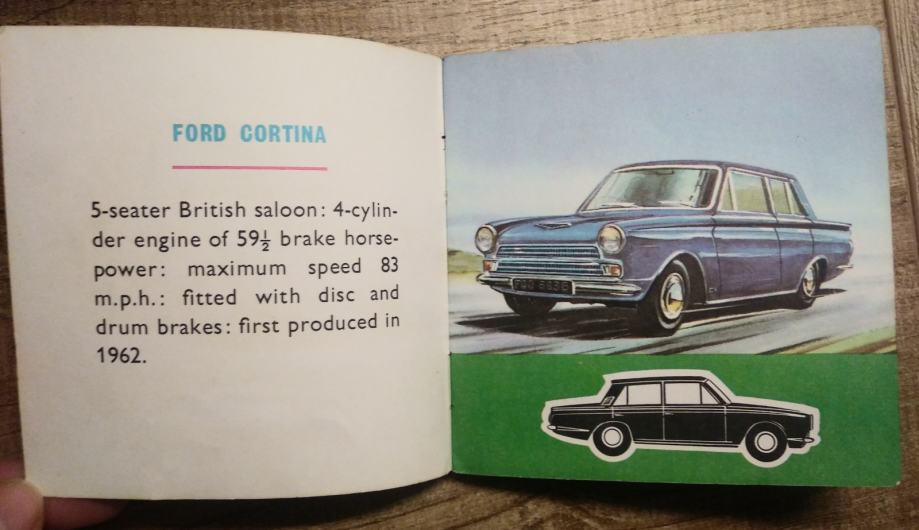 FORD CORTINA
5-seater British saloon: 4-cylin-
der engine of 59½ brake horse-
power: maximum speed 83
m.p.h.: fitted with disc and
drum brakes: first produced in
1962.